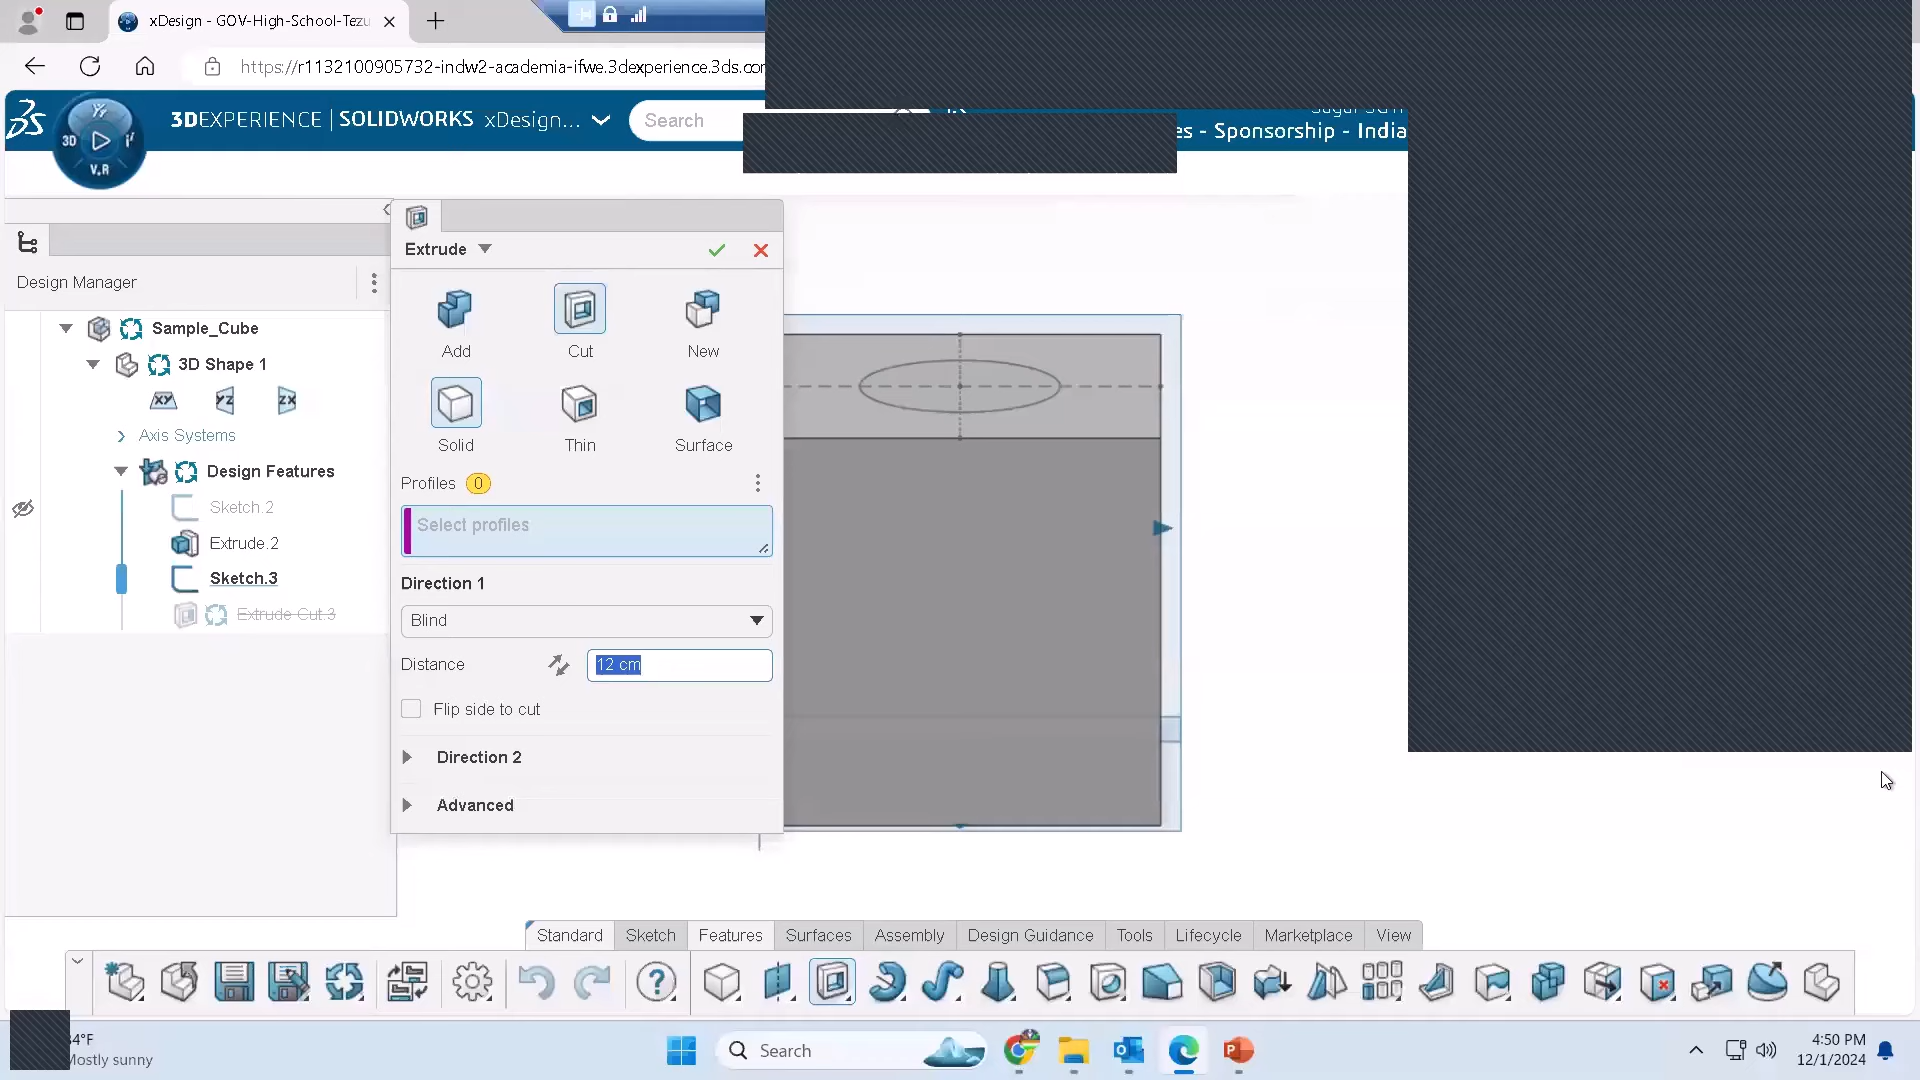 xDesign - GOV-High-School-Tezu
https://r1132100905732-indw2-academia-ifwe.3dexperience.3ds.co
3DEXPERIENCE | SOLIDWORKS xDesign...
Search
es - Sponsorship - India
3D
V.R
Design Manager
Sample_Cube
3D Shape 1
XY
YZ
ZX
Axis Systems
Design Features
Sketch.2
Extrude.2
Sketch.3
Extrude Cut.3
Extrude
Add
Cut
New
Solid
Thin
Surface
Profiles 0
Select profiles
Direction 1
Blind
Distance
12 cm
Flip side to cut
Direction 2
Advanced
Standard
Sketch
Features
Surfaces
Assembly
Design Guidance
Tools
Lifecycle
Marketplace
View
4°F
Mostly sunny
Search
4:50 PM
12/1/2024